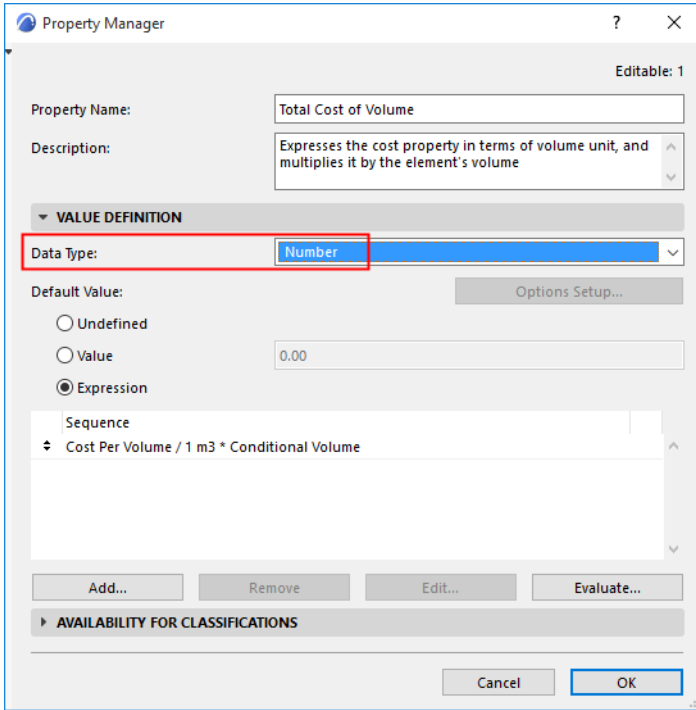 Property Manager ?
Editable: 1
Property Name: Total Cost of Volume
Description: Expresses the cost property in terms of volume unit, and
multiplies it by the element's volume
VALUE DEFINITION
Data Type: Number
Default Value: Options Setup...
Undefined
Value 0.00
Expression
Sequence
Cost Per Volume / 1 m3 * Conditional Volume
Add... Remove Edit... Evaluate...
AVAILABILITY FOR CLASSIFICATIONS
Cancel OK